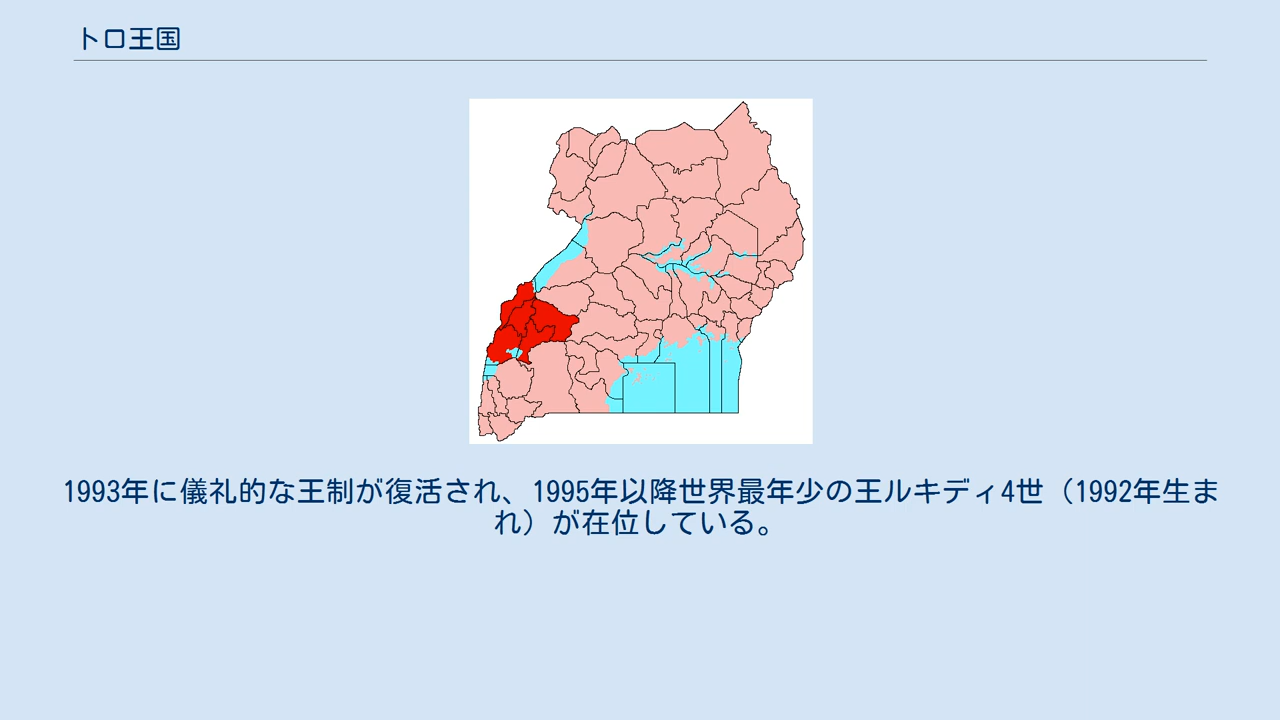 トロ王国
1993年に儀礼的な王制が復活され、1995年以降世界最年少の王ルキディ4世（1992年生ま
れ）が在位している。